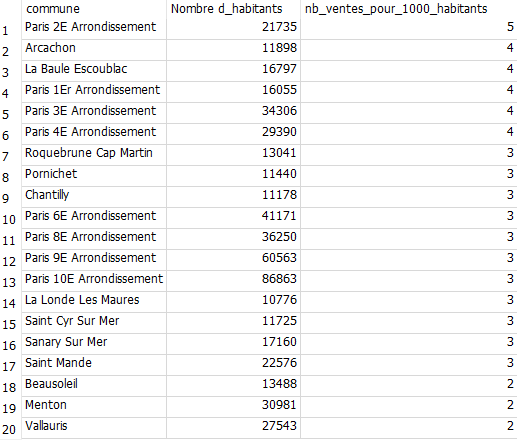 commune Nombre d_habitants nb_ventes_pour_1000_habitants
1 Paris 2E Arrondissement 21735 5
2 Arcachon 11898 4
3 La Baule Escoublac 16797 4
4 Paris 1Er Arrondissement 16055 4
5 Paris 3E Arrondissement 34306 4
6 Paris 4E Arrondissement 29390 4
7 Roquebrune Cap Martin 13041 3
8 Pornichet 11440 3
9 Chantilly 11178 3
10 Paris 6E Arrondissement 41171 3
11 Paris 8E Arrondissement 36250 3
12 Paris 9E Arrondissement 60563 3
13 Paris 10E Arrondissement 86863 3
14 La Londe Les Maures 10776 3
15 Saint Cyr Sur Mer 11725 3
16 Sanary Sur Mer 17160 3
17 Saint Mande 22576 3
18 Beausoleil 13488 2
19 Menton 30981 2
20 Vallauris 27543 2